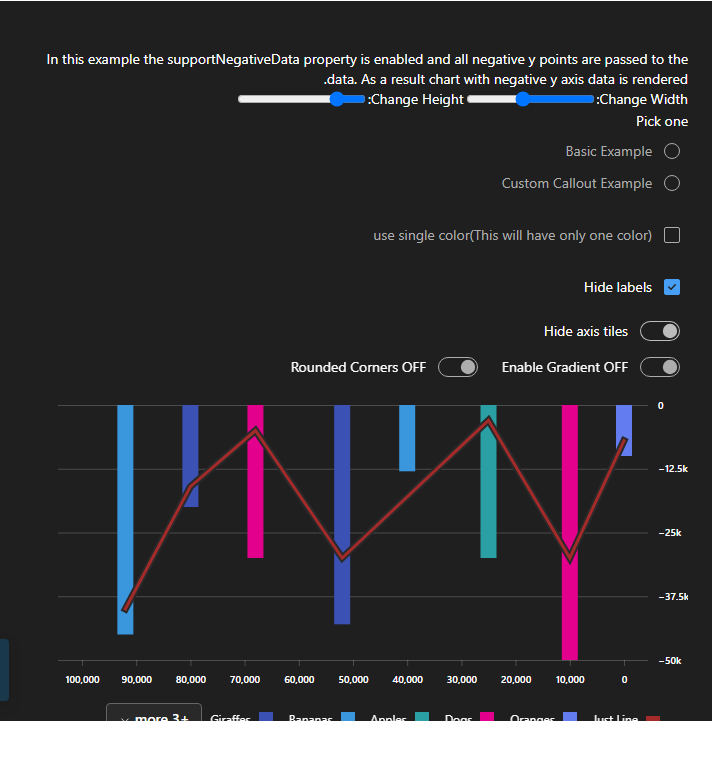 In this example the supportNegativeData property is enabled and all negative y points are passed to the
.data. As a result chart with negative y axis data is rendered
:Change Height :Change Width
Pick one
Basic Example
Custom Callout Example
use single color(This will have only one color)
Hide labels
Hide axis tiles
Rounded Corners OFF Enable Gradient OFF
0
−12.5k
−25k
−37.5k
−50k
100,000 90,000 80,000 70,000 60,000 50,000 40,000 30,000 20,000 10,000 0
more 3+ Giraffes Bananas Apples Dogs Oranges Just Line